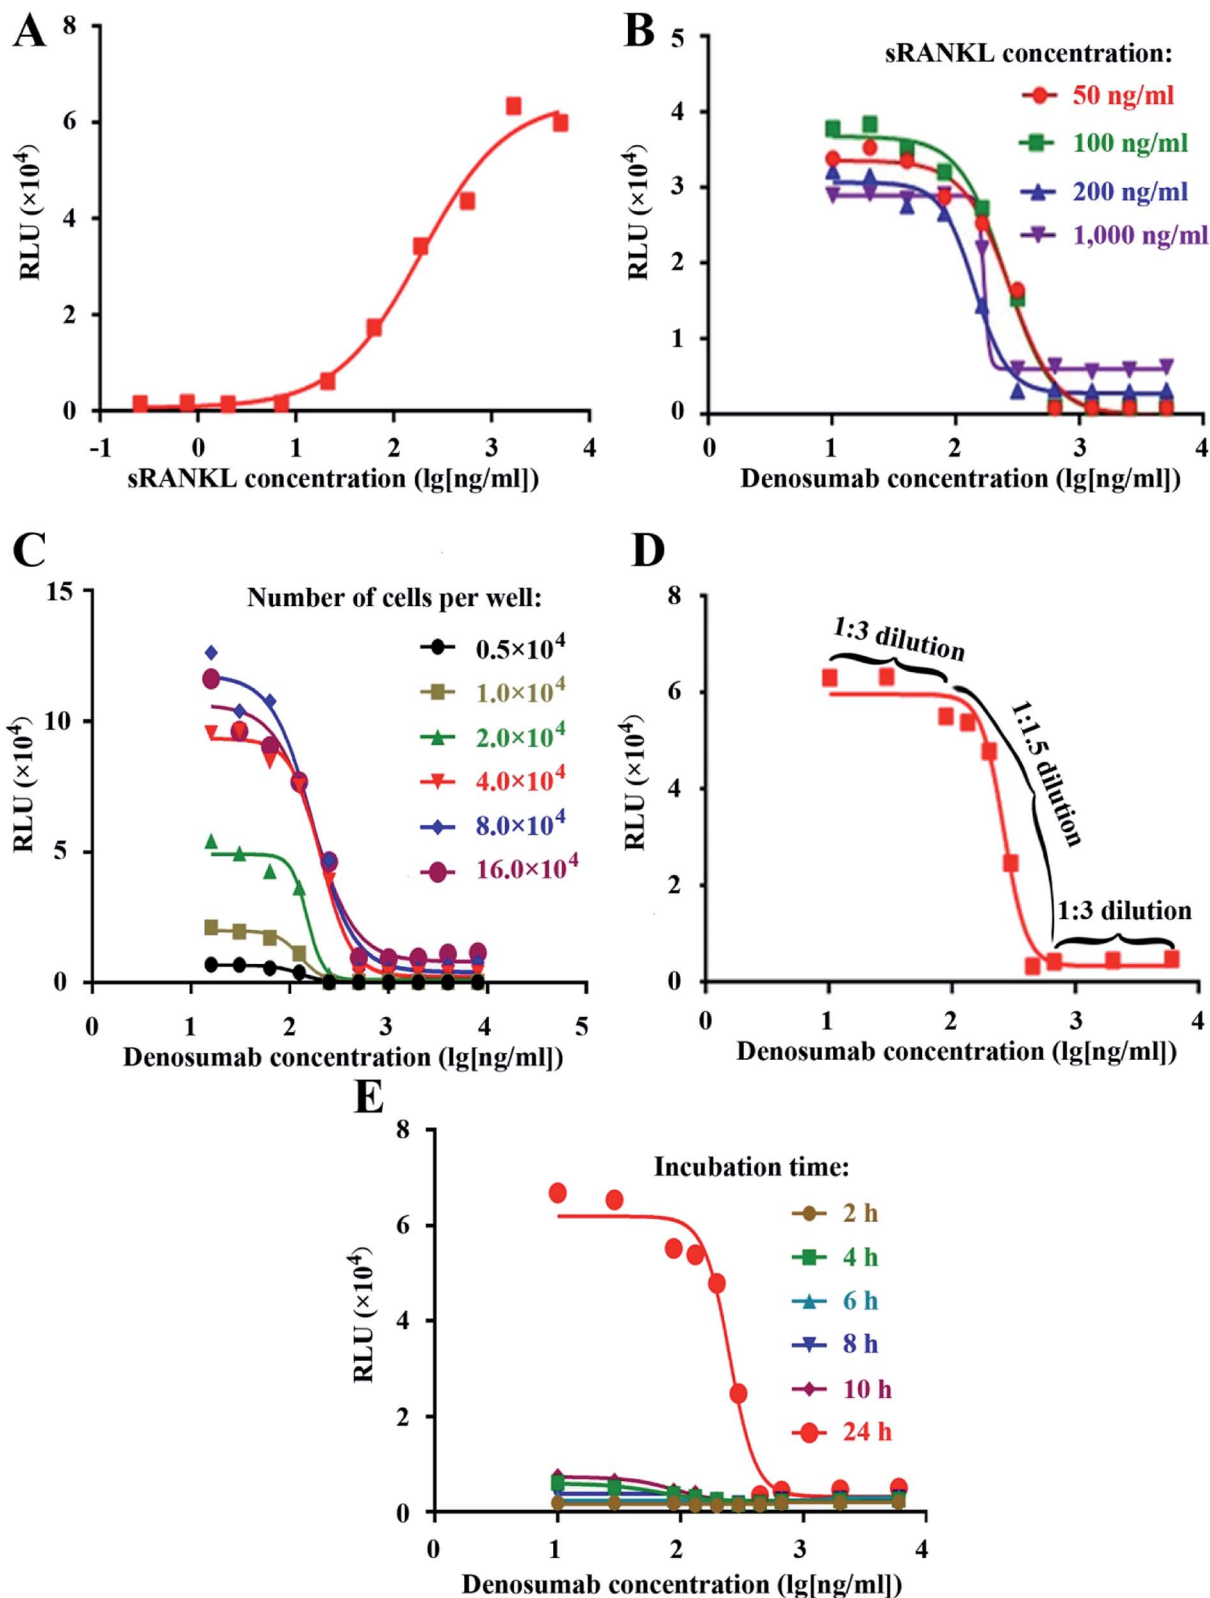 A
8
6
4
2
0
RLU (×10⁴)
-1 0 1 2 3 4
sRANKL concentration (lg[ng/ml])
B
5
4
3
2
1
0
RLU (×10⁴)
sRANKL concentration:
50 ng/ml
100 ng/ml
200 ng/ml
1,000 ng/ml
0 1 2 3 4
Denosumab concentration (lg[ng/ml])
C
15
10
5
0
RLU (×10⁴)
Number of cells per well:
0.5×10⁴
1.0×10⁴
2.0×10⁴
4.0×10⁴
8.0×10⁴
16.0×10⁴
0 1 2 3 4 5
Denosumab concentration (lg[ng/ml])
D
8
6
4
2
0
RLU (×10⁴)
1:3 dilution
1:1.5 dilution
1:3 dilution
0 1 2 3 4
Denosumab concentration (lg[ng/ml])
E
8
6
4
2
0
RLU (×10⁴)
Incubation time:
2 h
4 h
6 h
8 h
10 h
24 h
0 1 2 3 4
Denosumab concentration (lg[ng/ml])